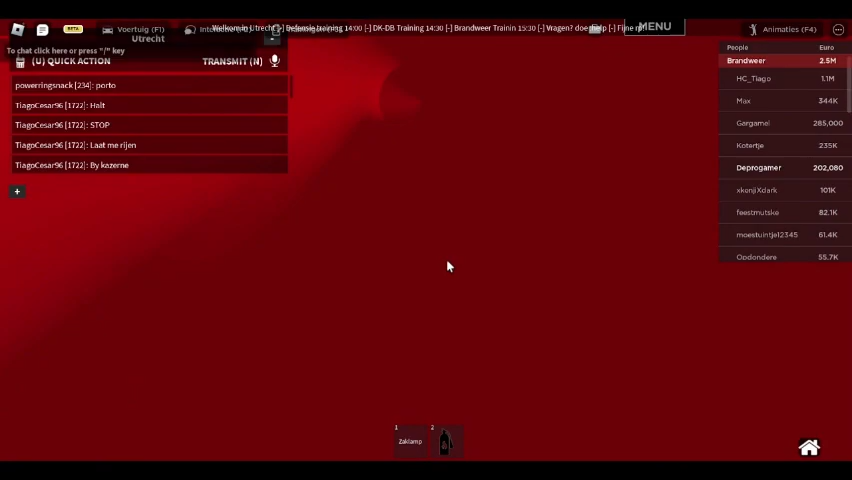 Voertuig (F1)
Welkom in Utrecht [-] Defensie training 14:00 [-] DK-DB Training 14:30 [-] Brandweer Trainin 15:30 [-] Vragen? doe
MENU
Animaties (F4)
BETA
Utrecht
To chat click here or press "/" key
(U) QUICK ACTION
TRANSMIT (N)
powerringsnack [234]: porto
TiagoCesar96 [1722]: Halt
TiagoCesar96 [1722]: STOP
TiagoCesar96 [1722]: Laat me rijen
TiagoCesar96 [1722]: By kazerne
+
People Euro
Brandweer 2.5M
HC_Tiago 1.1M
Max 344K
Gargamel 285,000
Kotertje 235K
Deprogamer 202,080
xkenjiXdark 101K
feestmutske 82.1K
moestuintje12345 61.4K
Opdondere 55.7K
1
Zaklamp
2